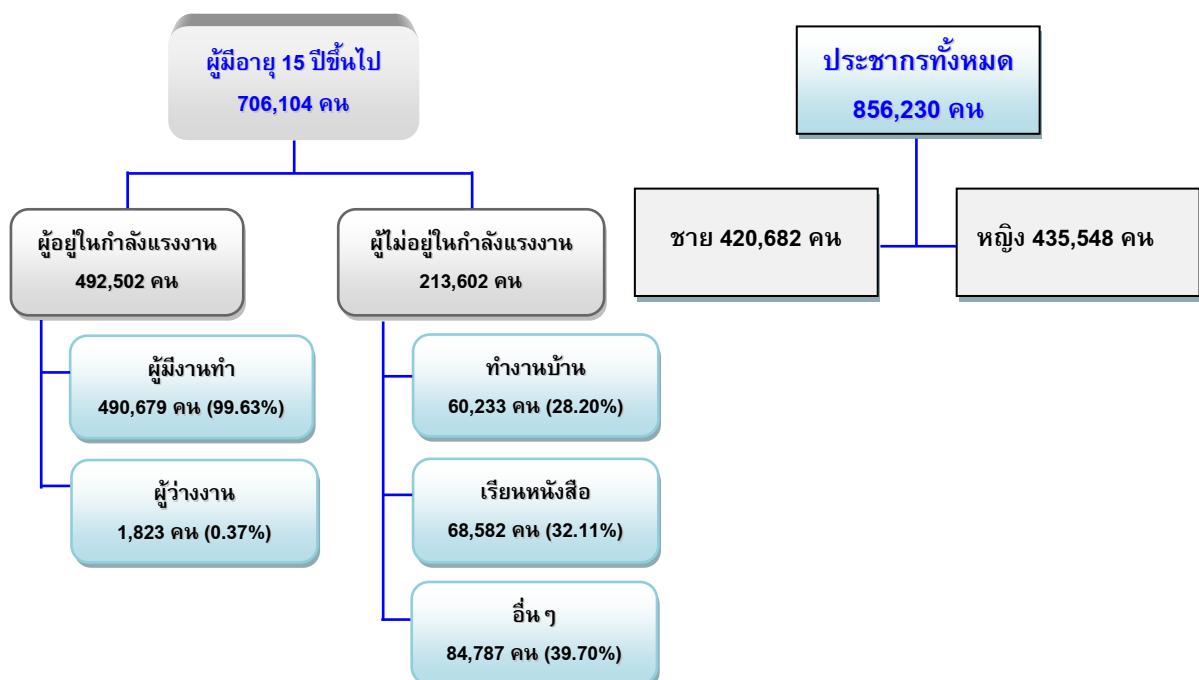 ผู้มีอายุ 15 ปีขึ้นไป
706,104 คน
ประชากรทั้งหมด
856,230 คน
ผู้อยู่ในกำลังแรงงาน
492,502 คน
ผู้ไม่อยู่ในกำลังแรงงาน
213,602 คน
ชาย 420,682 คน
หญิง 435,548 คน
ผู้มีงานทำ
490,679 คน (99.63%)
ทำงานบ้าน
60,233 คน (28.20%)
ผู้ว่างงาน
1,823 คน (0.37%)
เรียนหนังสือ
68,582 คน (32.11%)
อื่น ๆ
84,787 คน (39.70%)